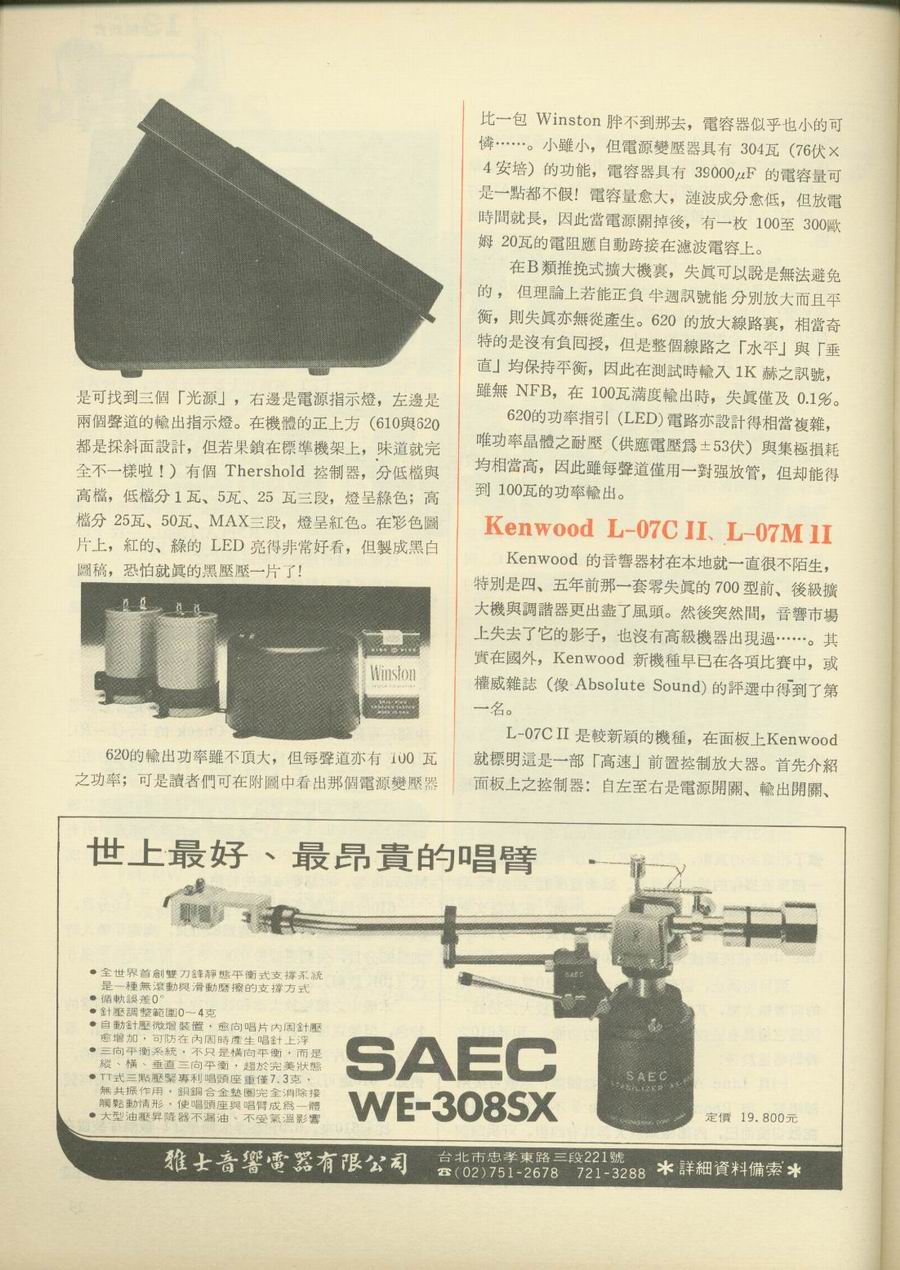 是可找到三個「光源」，右邊是電源指示燈，左邊是
兩個聲道的輸出指示燈。在機體的正上方（610與620
都是採斜面設計，但若果鎖在標準機架上，味道就完
全不一樣啦！）有個 Thershold 控制器，分低檔與
高檔，低檔分1瓦、5瓦、25 瓦三段，燈呈綠色；高
檔分 25瓦、50瓦、MAX三段，燈呈紅色。在彩色圖
片上，紅的、綠的 LED 亮得非常好看，但製成黑白
圖稿，恐怕就眞的黑壓壓一片了！
Winston
620的輸出功率雖不頂大，但每聲道亦有 100 瓦
之功率；可是讀者們可在附圖中看出那個電源變壓器
比一包 Winston 胖不到那去，電容器似乎也小的可
憐……。小雖小，但電源變壓器具有 304瓦（76伏×
4安培）的功能，電容器具有 39000μF 的電容量可
是一點都不假！電容量愈大，漣波成分愈低，但放電
時間就長，因此當電源關掉後，有一枚 100至 300歐
姆 20瓦的電阻應自動跨接在濾波電容上。
在B類推挽式擴大機裏，失眞可以說是無法避免
的，但理論上若能正負半週訊號能分別放大而且平
衡，則失眞亦無從產生。620 的放大線路裏，相當奇
特的是沒有負回授，但是整個線路之「水平」與「垂
直」均保持平衡，因此在測試時輸入 1K 赫之訊號，
雖無 NFB，在 100瓦滿度輸出時，失眞僅及 0.1%。
620的功率指引 (LED) 電路亦設計得相當複雜，
唯功率晶體之耐壓（供應電壓爲±53伏）與集極損耗
均相當高，因此雖每聲道僅用一對强放管，但却能得
到 100瓦的功率輸出。
Kenwood L-07C II、L-07M II
Kenwood 的音響器材在本地就一直很不陌生，
特別是四、五年前那一套零失眞的 700 型前、後級擴
大機與調諧器更出盡了風頭。然後突然間，音響市場
上失去了它的影子，也沒有高級機器出現過……。其
實在國外，Kenwood 新機種早已在各項比賽中，或
權威雜誌（像 Absolute Sound) 的評選中得到了第
一名。
L-07C II 是較新穎的機種，在面板上Kenwood
就標明這是一部「高速」前置控制放大器。首先介紹
面板上之控制器：自左至右是電源開關、輸出開關、
世上最好、最昂貴的唱臂
●全世界首創雙刀鋒靜態平衡式支撐系統
是一種無滾動與滑動磨擦的支撐方式
●循軌誤差0°
●針壓調整範圍0～4克
●自動針壓微增裝置，愈向唱片內周針壓
愈增加，可防在內周時產生唱針上浮
●三向平衡系統，不只是橫向平衡，而是
縱、橫、垂直三向平衡，趨於完美狀態
●TT式三點壓緊專利唱頭座重僅7.3克，
無共振作用，銅鋼合金墊圈完全消除接
觸鬆動情形，使唱頭座與唱臂成爲一體
●大型油壓昇降器不漏油、不受氣溫影響
SAEC
WE-308SX
SAEC
SAEC
定價 19.800元
雅士音響電器有限公司
台北市忠孝東路三段221號
☎(02)751-2678 721-3288
＊詳細資料備索＊